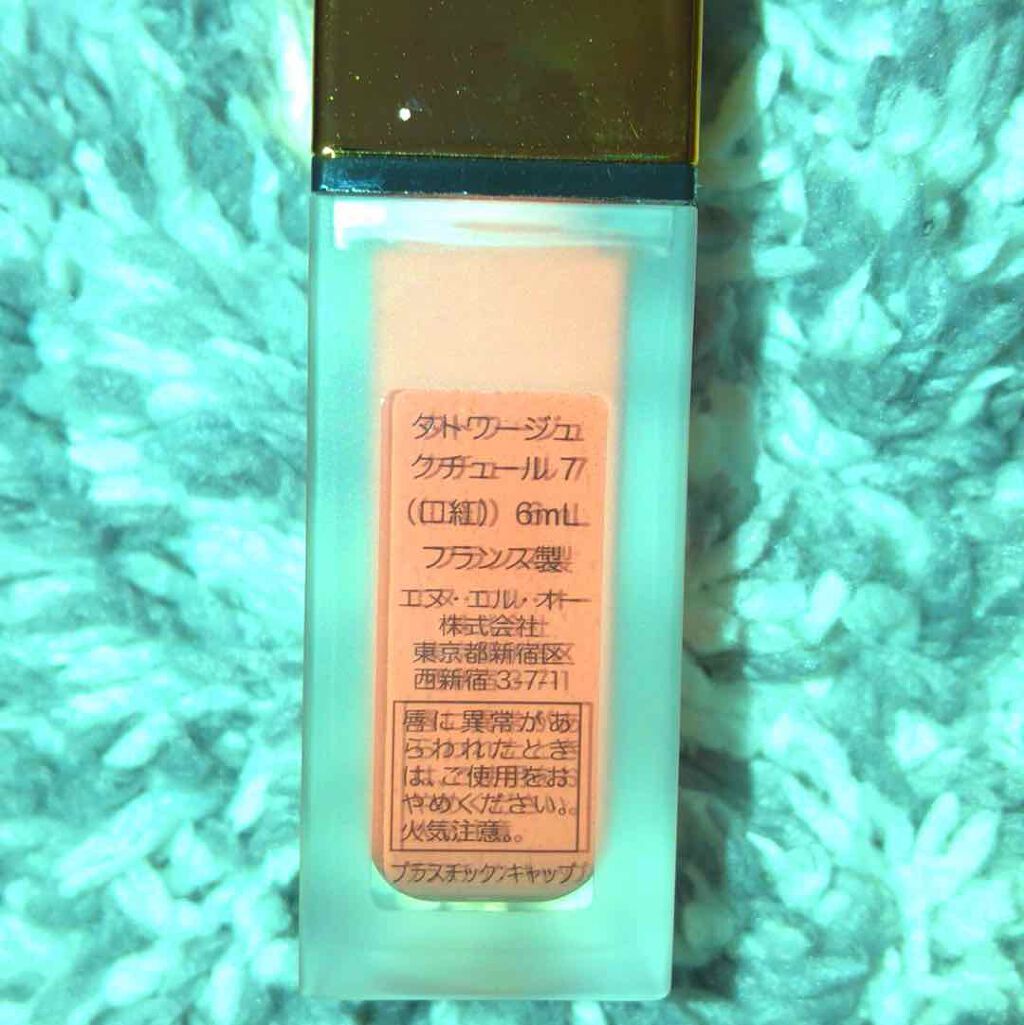 タトワージュ
クチュール 7
(口紅) 6mL
フランス製
エヌ・エル・オー
株式会社
東京都新宿区
西新宿 3-7-11
唇に異常があ
らわれたとき
は、ご使用をお
やめください。
火気注意。
プラスチックキャップ